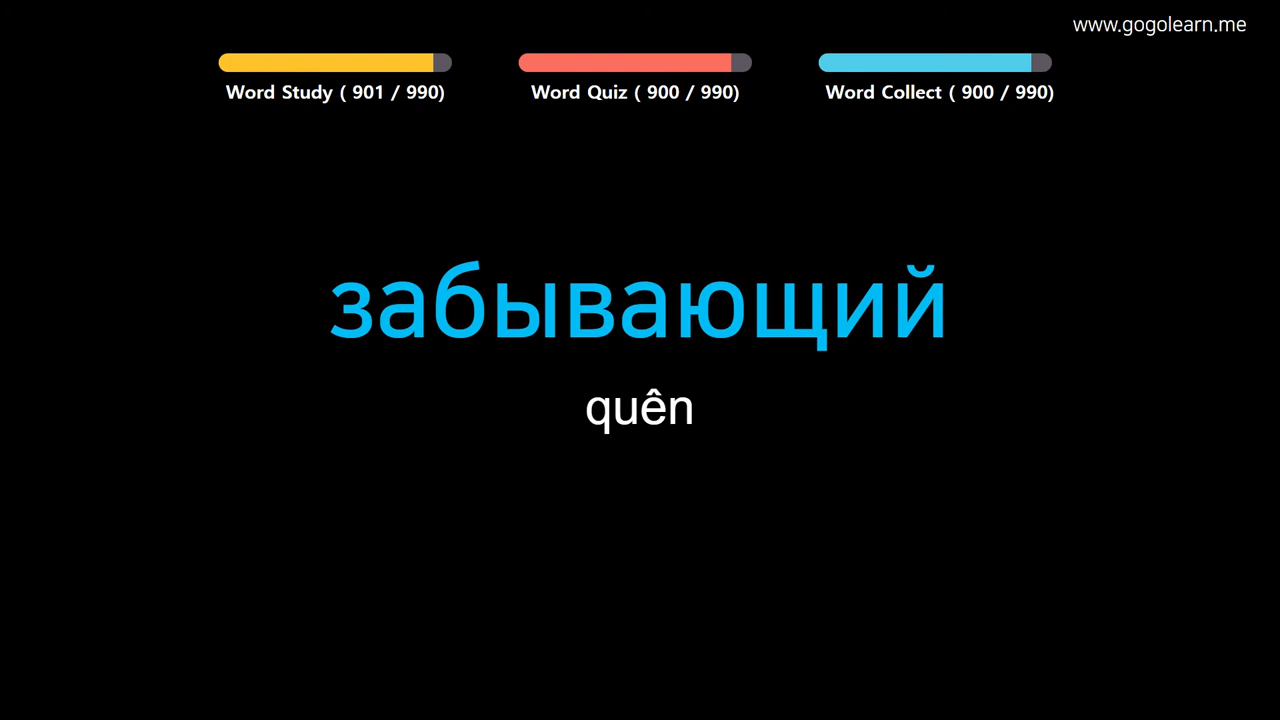 www.gogolearn.me
Word Study ( 901 / 990)
Word Quiz ( 900 / 990)
Word Collect ( 900 / 990)
забывающий
quên